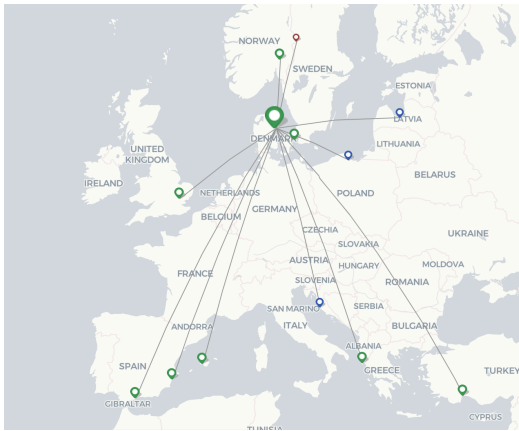 NORWAY
SWEDEN
ESTONIA
LATVIA
DENMARK
LITHUANIA
UNITED
KINGDOM
BELARUS
IRELAND
NETHERLANDS
POLAND
GERMANY
BELGIUM
CZECHIA
UKRAINE
SLOVAKIA
AUSTRIA
HUNGARY
MOLDOVA
FRANCE
SLOVENIA
ROMANIA
SAN MARINO
SERBIA
ANDORRA
ITALY
BULGARIA
ALBANIA
SPAIN
GREECE
TURKEY
GIBRALTAR
CYPRUS
TUNISIA